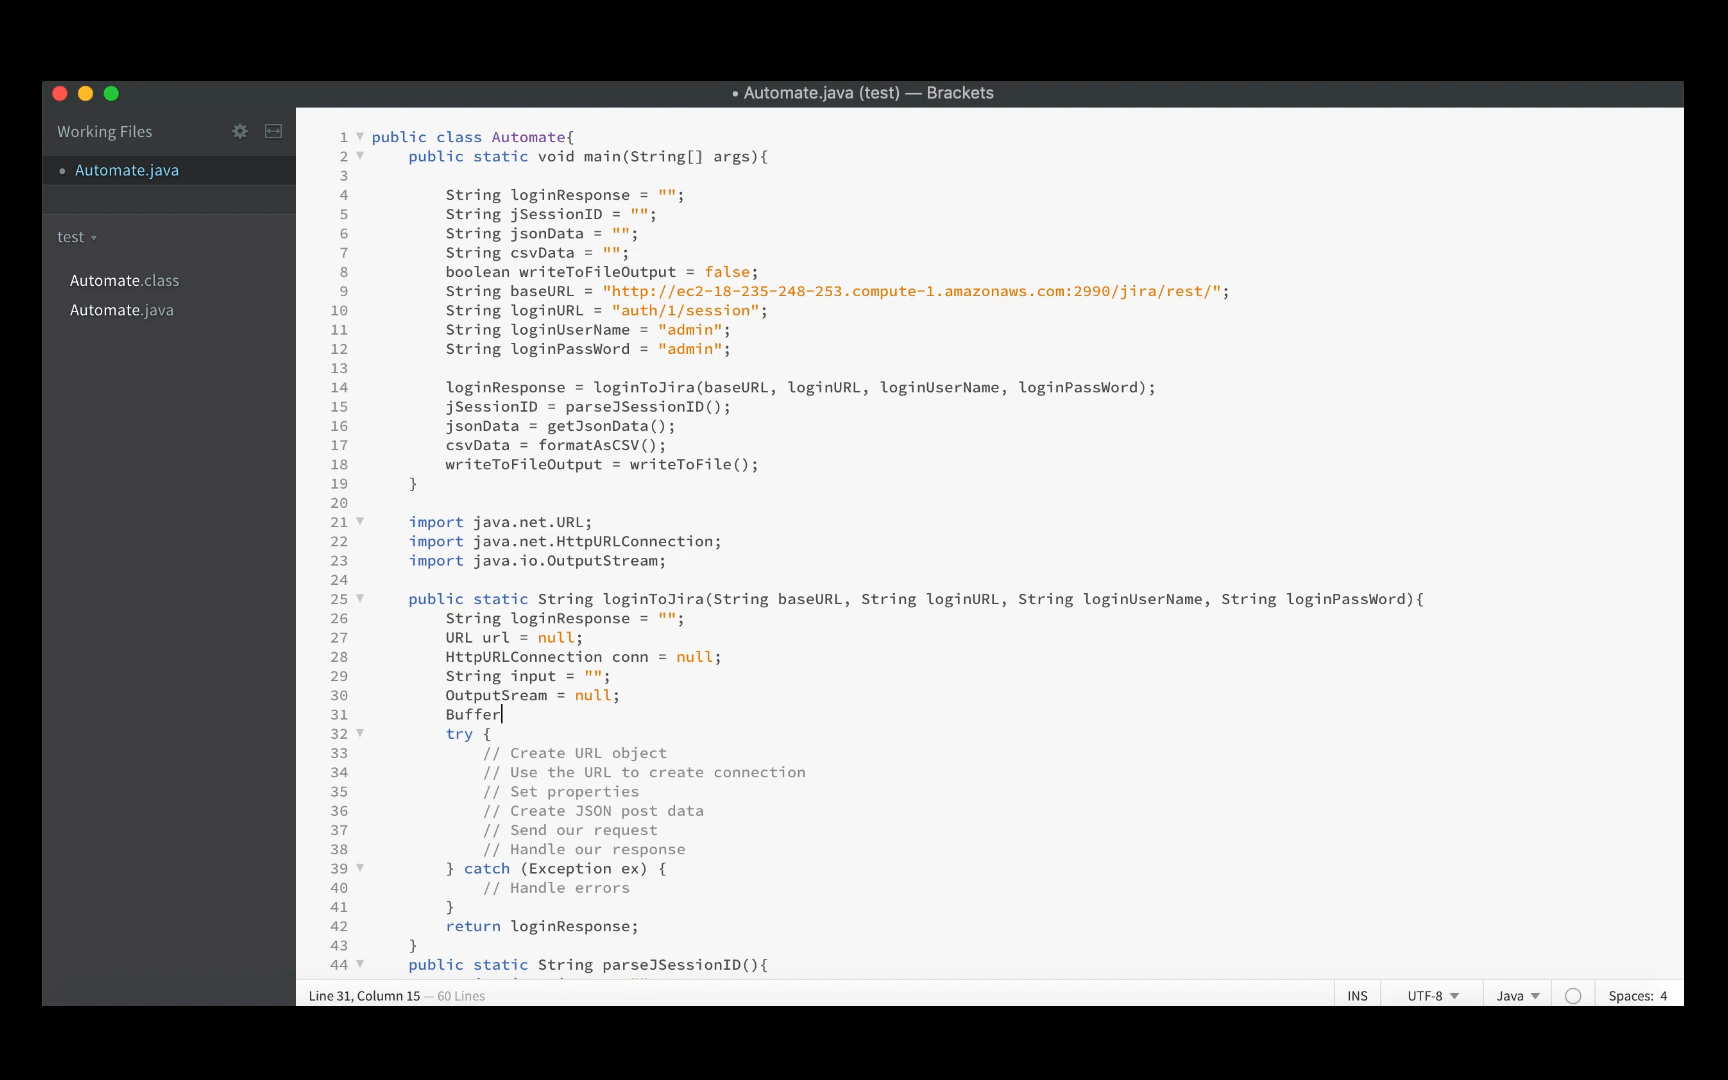 • Automate.java (test) — Brackets
Working Files
• Automate.java
test
Automate.class
Automate.java
1 public class Automate{
2 public static void main(String[] args){
3
4 String loginResponse = "";
5 String jSessionID = "";
6 String jsonData = "";
7 String csvData = "";
8 boolean writeToFileOutput = false;
9 String baseURL = "http://ec2-18-235-248-253.compute-1.amazonaws.com:2990/jira/rest/";
10 String loginURL = "auth/1/session";
11 String loginUserName = "admin";
12 String loginPassWord = "admin";
13
14 loginResponse = loginToJira(baseURL, loginURL, loginUserName, loginPassWord);
15 jSessionID = parseJSessionID();
16 jsonData = getJsonData();
17 csvData = formatAsCSV();
18 writeToFileOutput = writeToFile();
19 }
20
21 import java.net.URL;
22 import java.net.HttpURLConnection;
23 import java.io.OutputStream;
24
25 public static String loginToJira(String baseURL, String loginURL, String loginUserName, String loginPassWord){
26 String loginResponse = "";
27 URL url = null;
28 HttpURLConnection conn = null;
29 String input = "";
30 OutputSream = null;
31 Buffer
32 try {
33 // Create URL object
34 // Use the URL to create connection
35 // Set properties
36 // Create JSON post data
37 // Send our request
38 // Handle our response
39 } catch (Exception ex) {
40 // Handle errors
41 }
42 return loginResponse;
43 }
44 public static String parseJSessionID(){
Line 31, Column 15 — 60 Lines
INS
UTF-8
Java
Spaces: 4